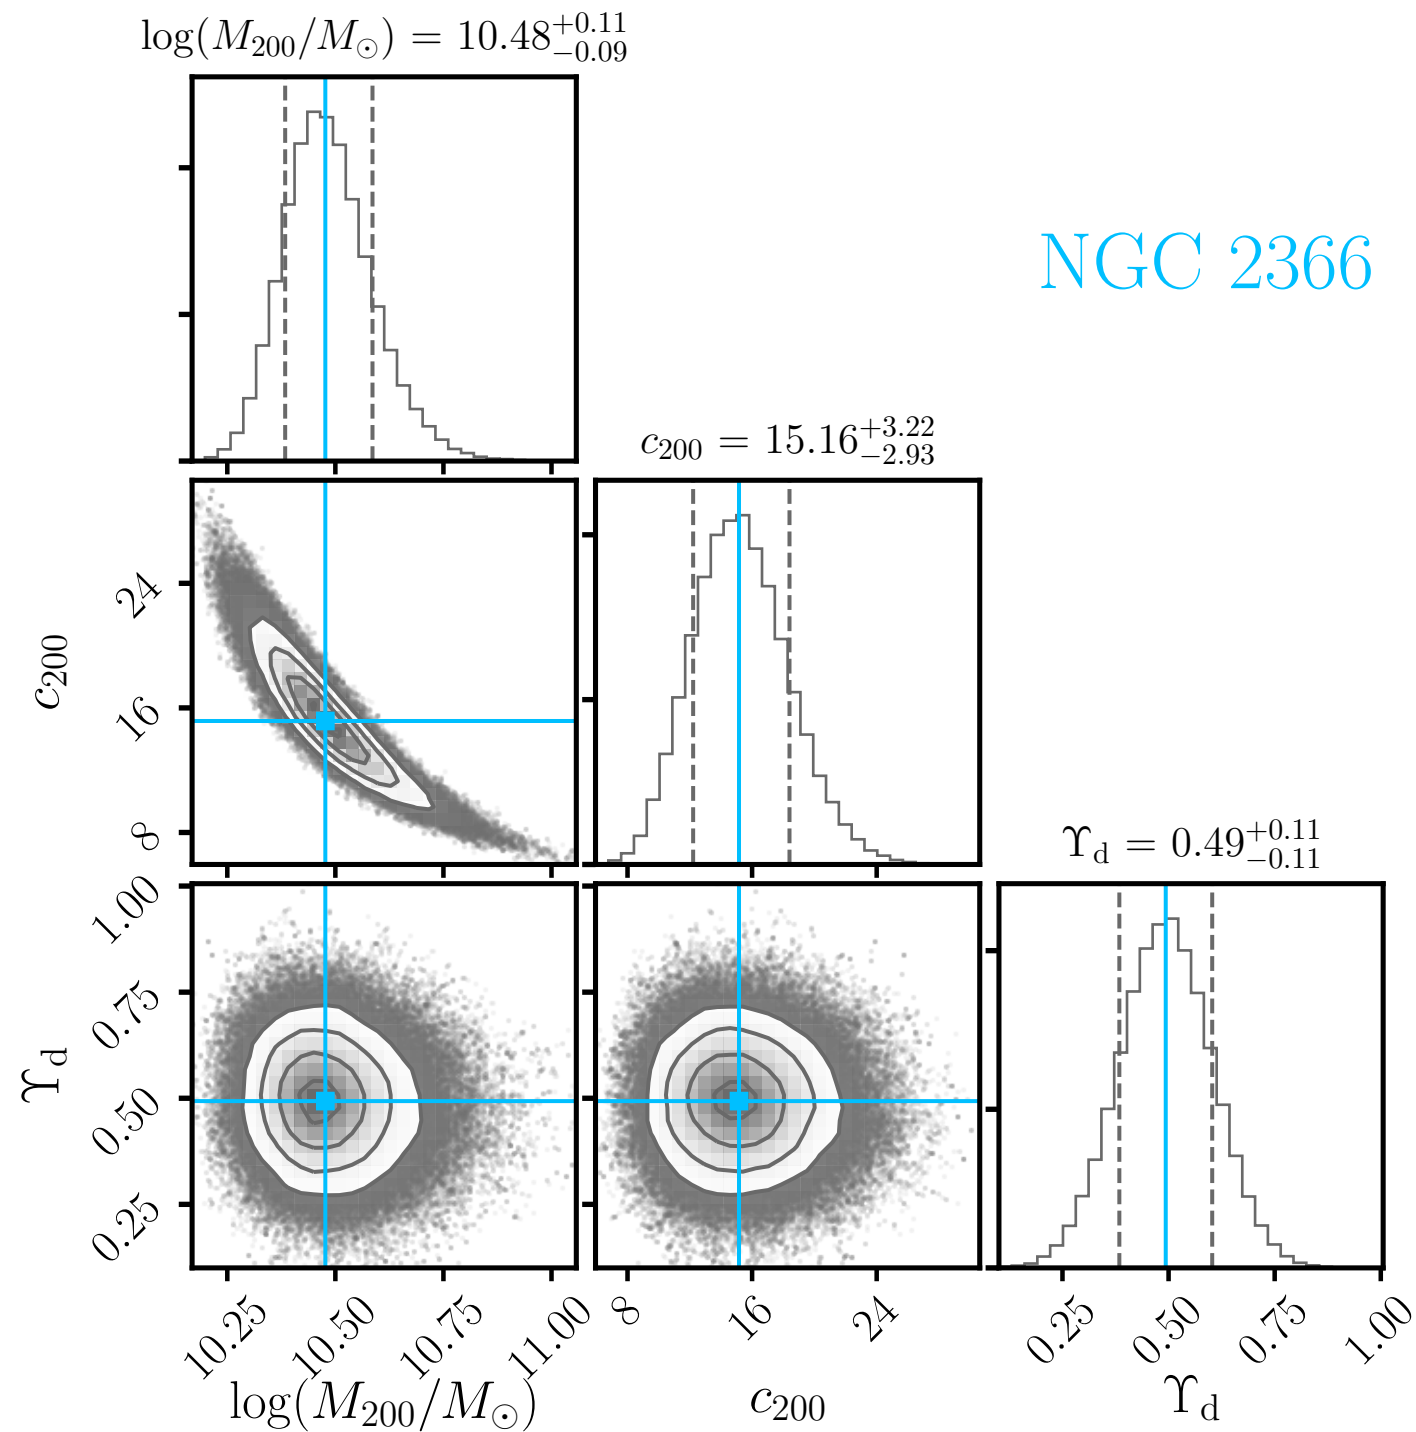 log(M₂₀₀/M⊙) = 10.48 +0.11 −0.09
NGC 2366
c₂₀₀ = 15.16 +3.22 −2.93
24
16
8
c₂₀₀
ϒd = 0.49 +0.11 −0.11
1.00
0.75
0.50
0.25
ϒd
10.25 10.50 10.75 11.00 8 16 24 0.25 0.50 0.75 1.00
log(M₂₀₀/M⊙) c₂₀₀ ϒd